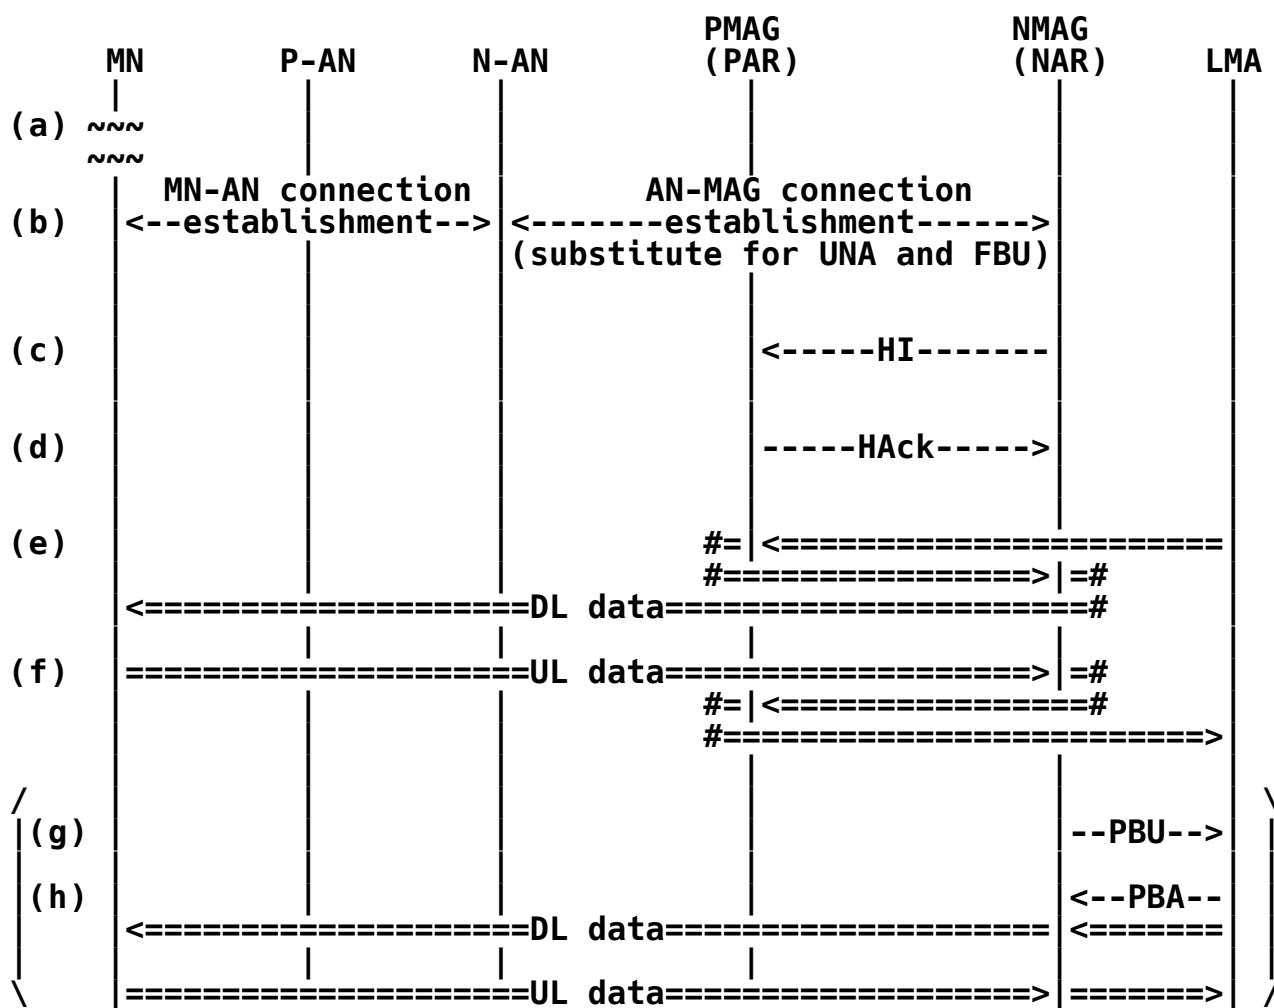 PMAG            NMAG
     MN       P-AN      N-AN        (PAR)           (NAR)     LMA
     |         |         |            |               |        |
(a) ~~~        |         |            |               |        |
    ~~~        |         |            |               |        |
     |  MN-AN connection |       AN-MAG connection    |        |
(b)  |<--establishment-->|<-------establishment------>|        |
     |         |         |(substitute for UNA and FBU)|        |
     |         |         |            |               |        |
     |         |         |            |               |        |
(c)  |         |         |            |<-----HI-------|        |
     |         |         |            |               |        |
     |         |         |            |               |        |
(d)  |         |         |            |-----HAck----->|        |
     |         |         |            |               |        |
     |         |         |            |               |        |
(e)  |         |         |          #=|<=======================|
     |         |         |          #================>|=#      |
     |<=====================DL data======================#     |
     |         |         |            |               |        |
(f)  |=====================UL data===================>|=#      |
     |         |         |          #=|<================#      |
     |         |         |          #=========================>|
     |         |         |            |               |        |
/    |         |         |            |               |        | \
|(g) |         |         |            |               |--PBU-->| |
|    |         |         |            |               |        | |
|(h) |         |         |            |               |<--PBA--| |
|    |<=====================DL data====================|<=======| |
|    |         |         |            |               |        | |
\    |=====================UL data===================>|=======>| /